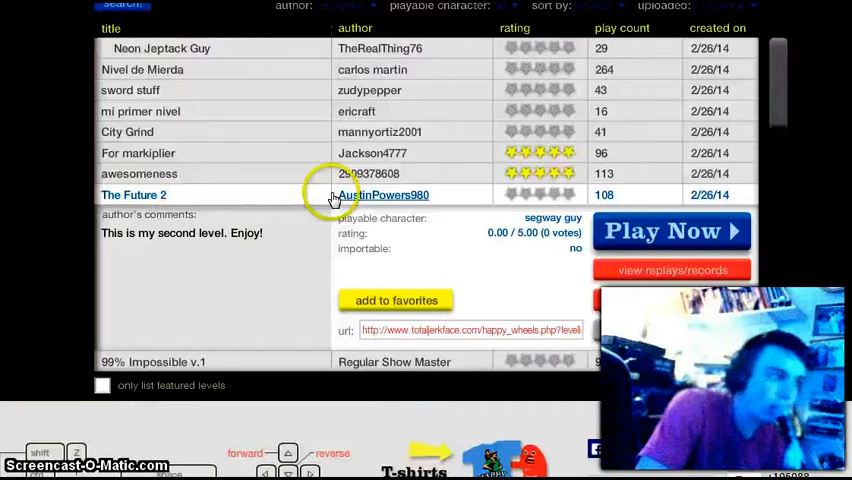 search!
author:
playable character:
sort by:
uploaded:
title author rating play count created on
Neon Jeptack Guy TheRealThing76 29 2/26/14
Nivel de Mierda carlos martin 264 2/26/14
sword stuff zudypepper 43 2/26/14
mi primer nivel ericraft 16 2/26/14
City Grind mannyortiz2001 41 2/26/14
For markiplier Jackson4777 96 2/26/14
awesomeness 2909378608 113 2/26/14
The Future 2 AustinPowers980 108 2/26/14
author's comments:
This is my second level. Enjoy!
playable character: segway guy
rating: 0.00 / 5.00 (0 votes)
importable: no
Play Now
view replays/records
add to favorites
url: http://www.totaljerkface.com/happy_wheels.php?leveli
99% Impossible v.1 Regular Show Master
only list featured levels
shift Z
forward reverse
ctrl space
T-shirts
HAPPY
Screencast-O-Matic.com